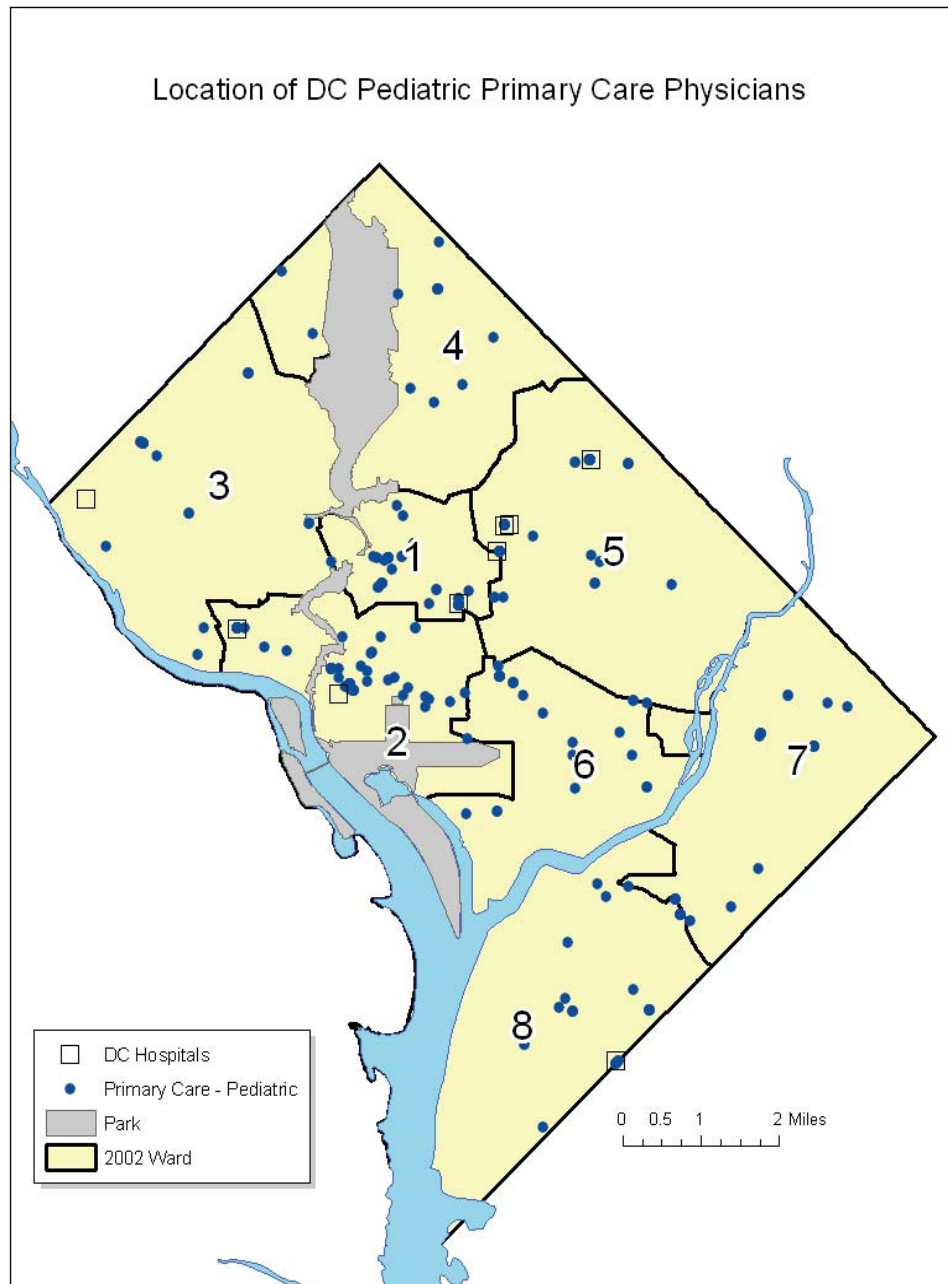 Location of DC Pediatric Primary Care Physicians
4
3
1
5
2
6
7
8
DC Hospitals
Primary Care - Pediatric
Park
2002 Ward
0 0.5 1 2 Miles